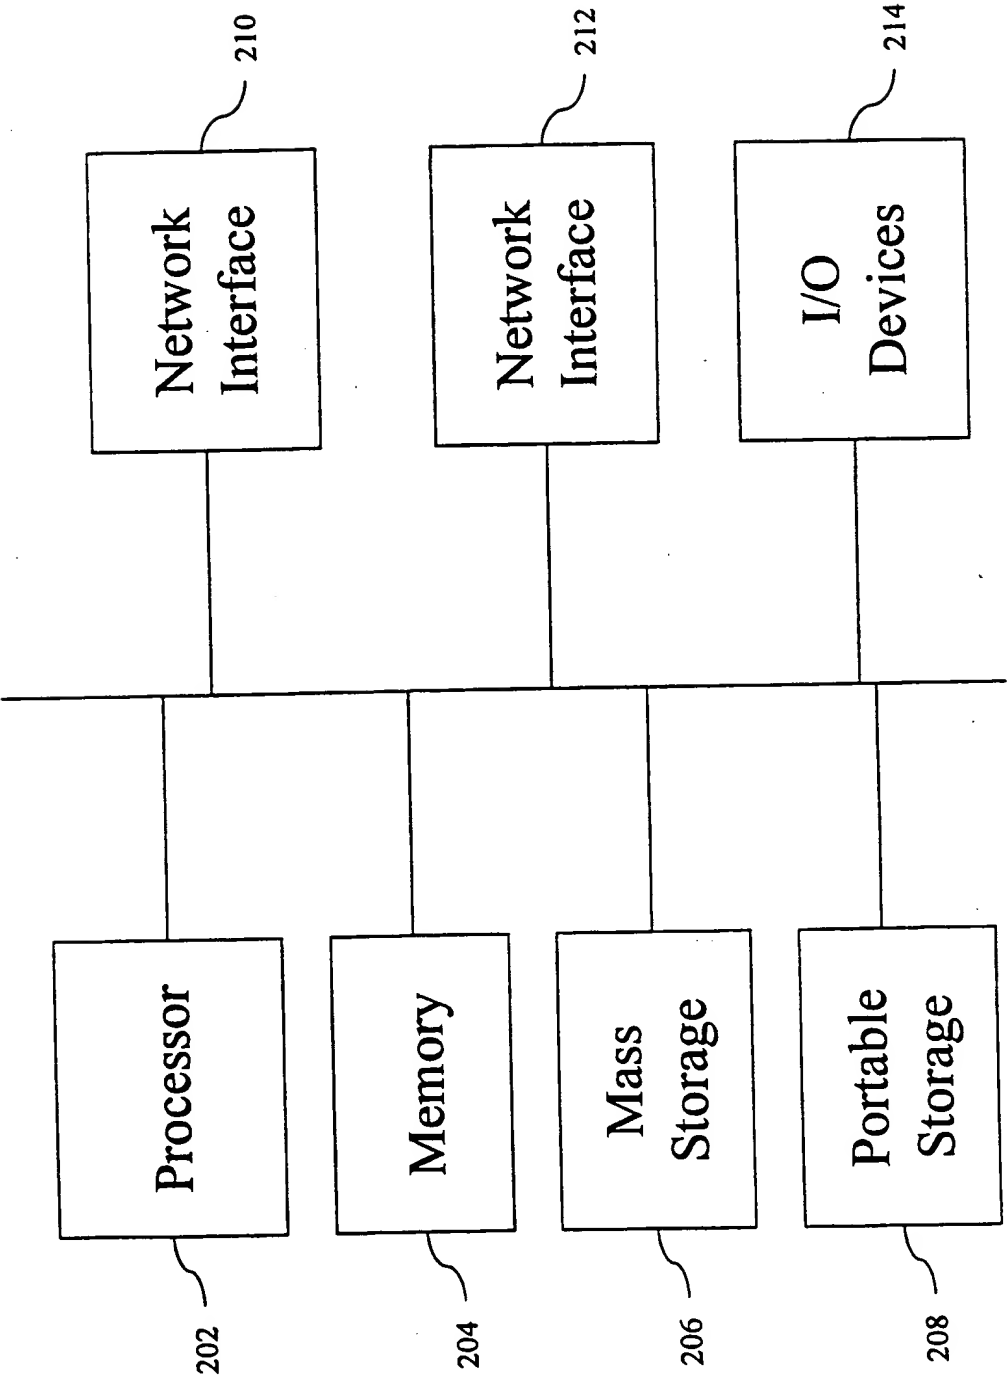 202
Processor
204
Memory
206
Mass
Storage
208
Portable
Storage
Network
Interface
210
Network
Interface
212
I/O
Devices
214